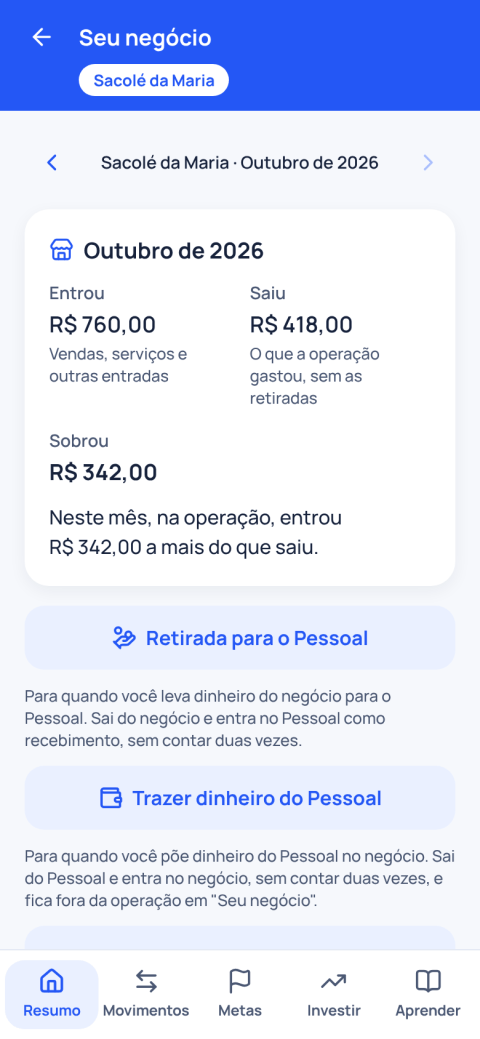 Seu negócio
Sacolé da Maria
Sacolé da Maria · Outubro de 2026
Outubro de 2026
Entrou
R$ 760,00
Vendas, serviços e
outras entradas
Saiu
R$ 418,00
O que a operação
gastou, sem as
retiradas
Sobrou
R$ 342,00
Neste mês, na operação, entrou
R$ 342,00 a mais do que saiu.
Retirada para o Pessoal
Para quando você leva dinheiro do negócio para o
Pessoal. Sai do negócio e entra no Pessoal como
recebimento, sem contar duas vezes.
Trazer dinheiro do Pessoal
Para quando você põe dinheiro do Pessoal no negócio. Sai
do Pessoal e entra no negócio, sem contar duas vezes, e
fica fora da operação em "Seu negócio".
Resumo
Movimentos
Metas
Investir
Aprender